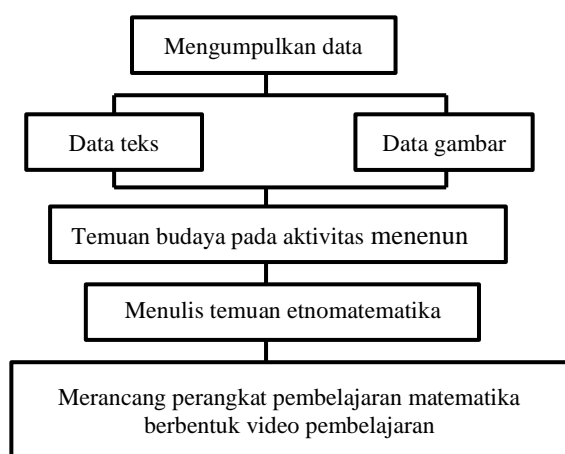 Mengumpulkan data
Data teks
Data gambar
Temuan budaya pada aktivitas menenun
Menulis temuan etnomatematika
Merancang perangkat pembelajaran matematika
berbentuk video pembelajaran